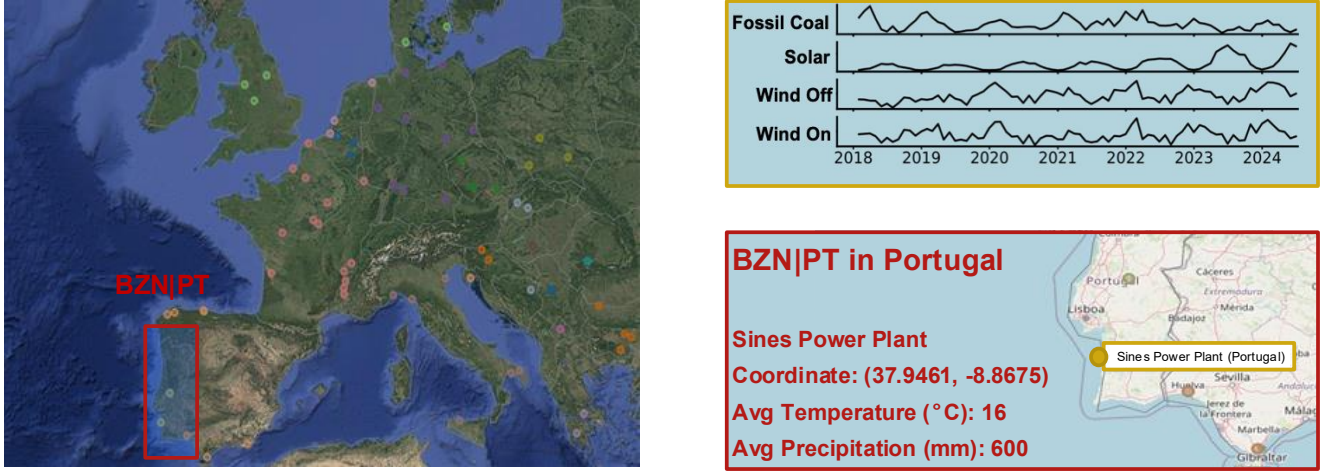 BZN|PT
Fossil Coal
Solar
Wind Off
Wind On
2018 2019 2020 2021 2022 2023 2024
BZN|PT in Portugal
Sines Power Plant
Coordinate: (37.9461, -8.8675)
Avg Temperature (°C): 16
Avg Precipitation (mm): 600
Coimbra
Portugal
Cáceres
Extremadura
Lisboa
Mérida
Badajoz
Sines Power Plant (Portugal)
Huelva
Sevilla
Jerez de
la Frontera
Marbella
Gibraltar